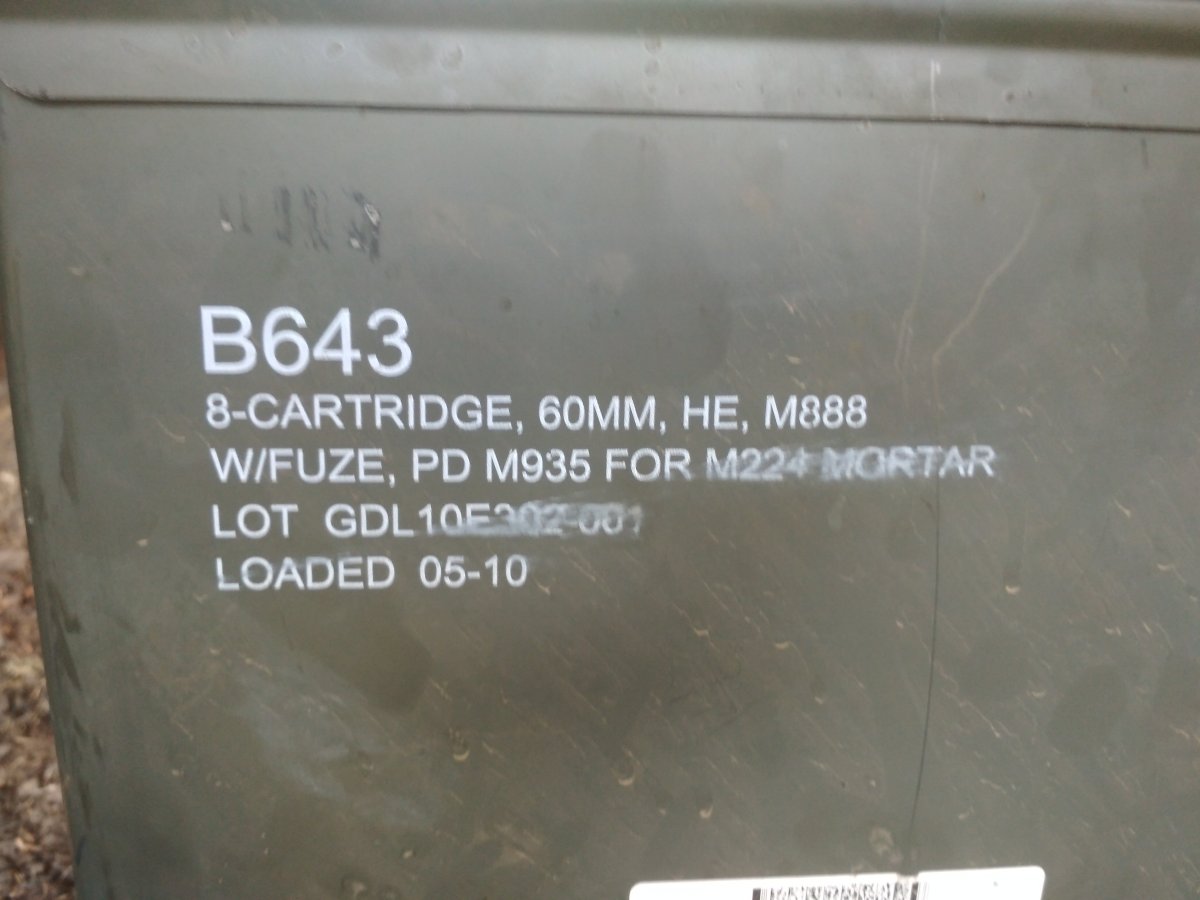 B643
8-CARTRIDGE, 60MM, HE, M888
W/FUZE, PD M935 FOR M224 MORTAR
LOT GDL10E302-001
LOADED 05-10